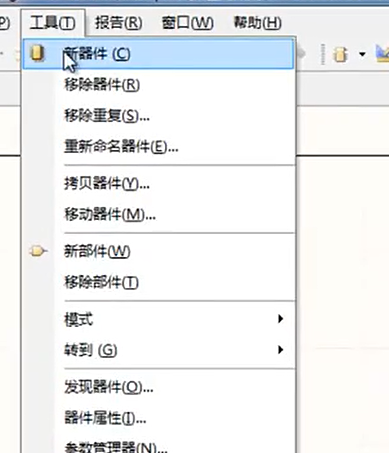 P) 工具(T) 报告(R) 窗口(W) 帮助(H)
新器件 (C)
移除器件(R)
移除重复(S)...
重新命名器件(E)...
拷贝器件(Y)...
移动器件(M)...
新部件(W)
移除部件(T)
模式
转到 (G)
发现器件(O)...
器件属性(I)...
参数管理器(N)...